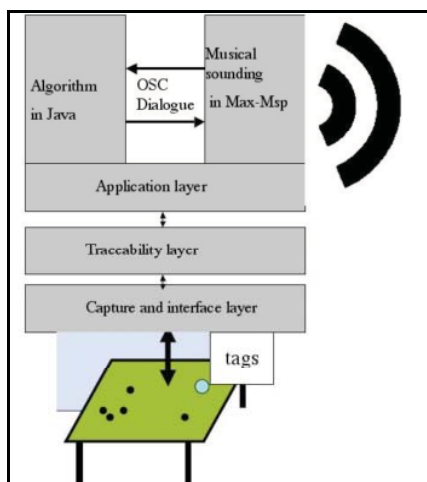 Algorithm
in Java
OSC
Dialogue
Musical
sounding
in Max-Msp
Application layer
Traccability layer
Capture and interface layer
tags